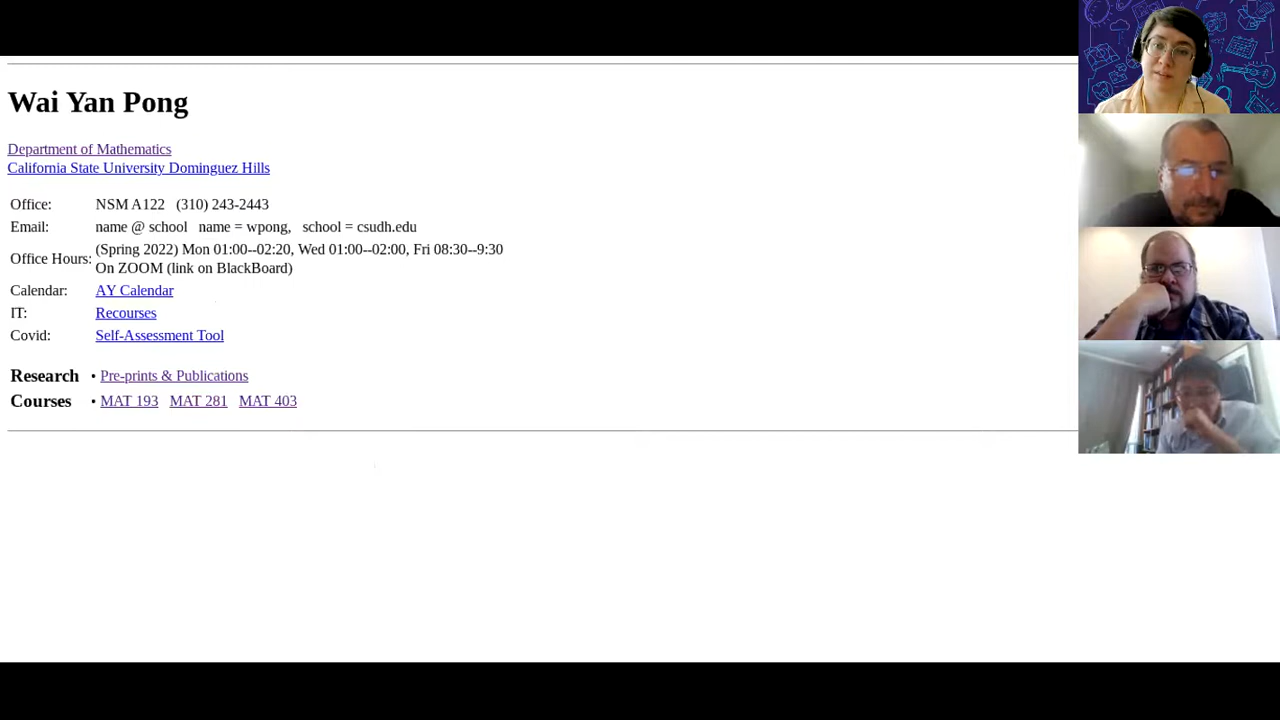 Wai Yan Pong
Department of Mathematics
California State University Dominguez Hills
Office: NSM A122 (310) 243-2443
Email: name @ school name = wpong, school = csudh.edu
Office Hours: (Spring 2022) Mon 01:00--02:20, Wed 01:00--02:00, Fri 08:30--9:30
On ZOOM (link on BlackBoard)
Calendar: AY Calendar
IT: Recourses
Covid: Self-Assessment Tool
Research • Pre-prints & Publications
Courses • MAT 193 MAT 281 MAT 403